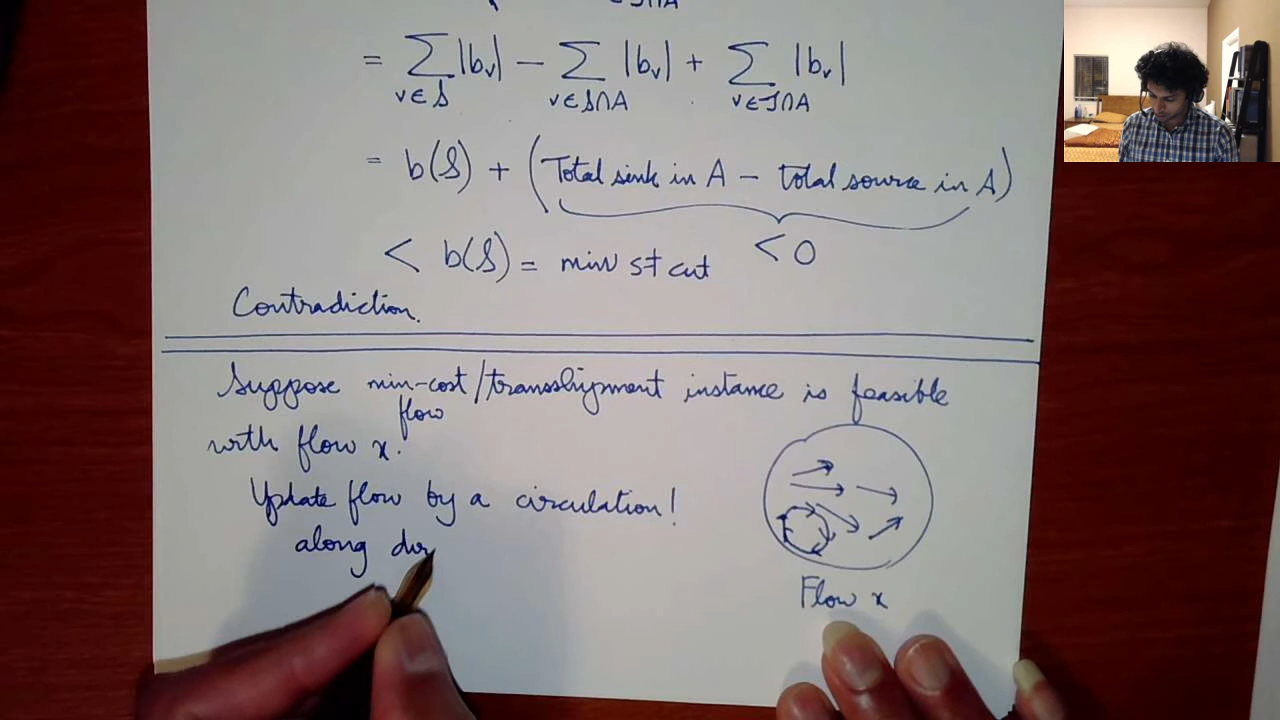 = ∑ |b_v| − ∑ |b_v| + ∑ |b_v|
v∈S v∈S∩A v∈T∩A
= b(S) + (Total sink in A − total source in A)
< b(S) = min st cut < 0
Contradiction.
Suppose min-cost/transshipment instance is feasible
flow
with flow x.
Update flow by a circulation!
along dir
Flow x